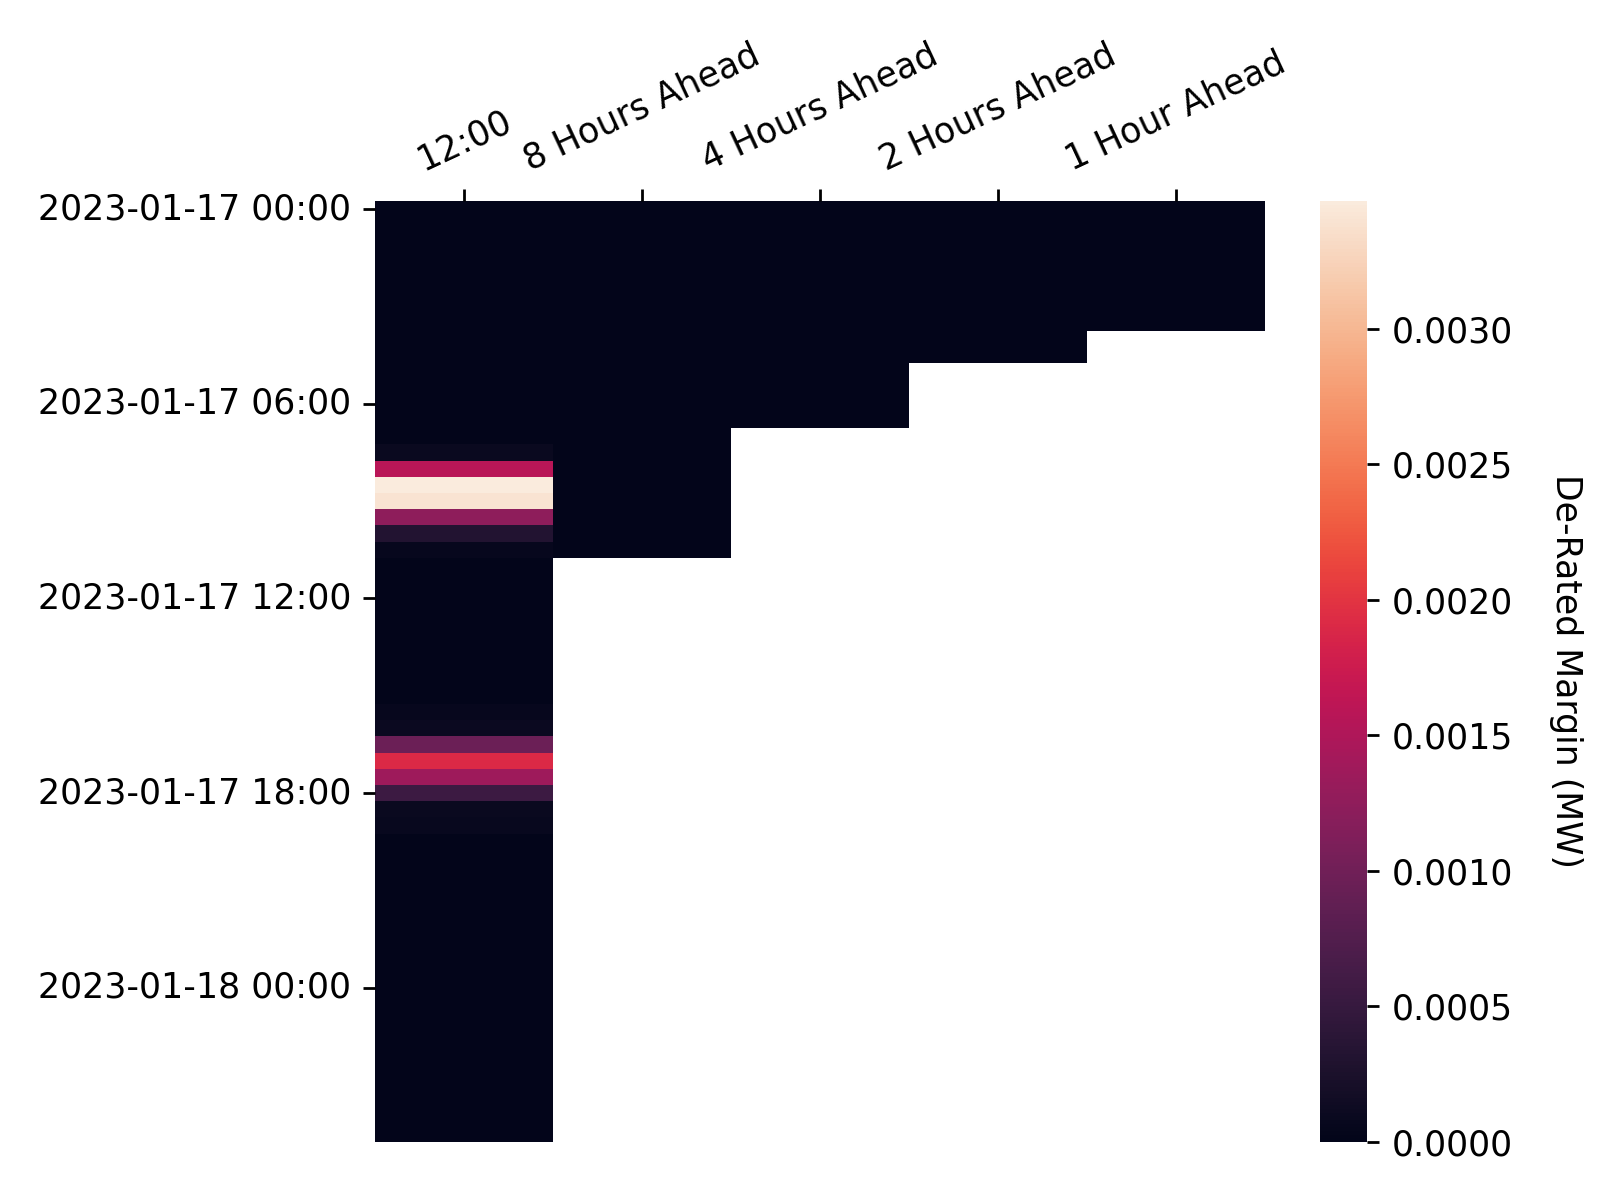 12:00
8 Hours Ahead
4 Hours Ahead
2 Hours Ahead
1 Hour Ahead
2023-01-17 00:00
2023-01-17 06:00
2023-01-17 12:00
2023-01-17 18:00
2023-01-18 00:00
0.0030
0.0025
0.0020
0.0015
0.0010
0.0005
0.0000
De-Rated Margin (MW)